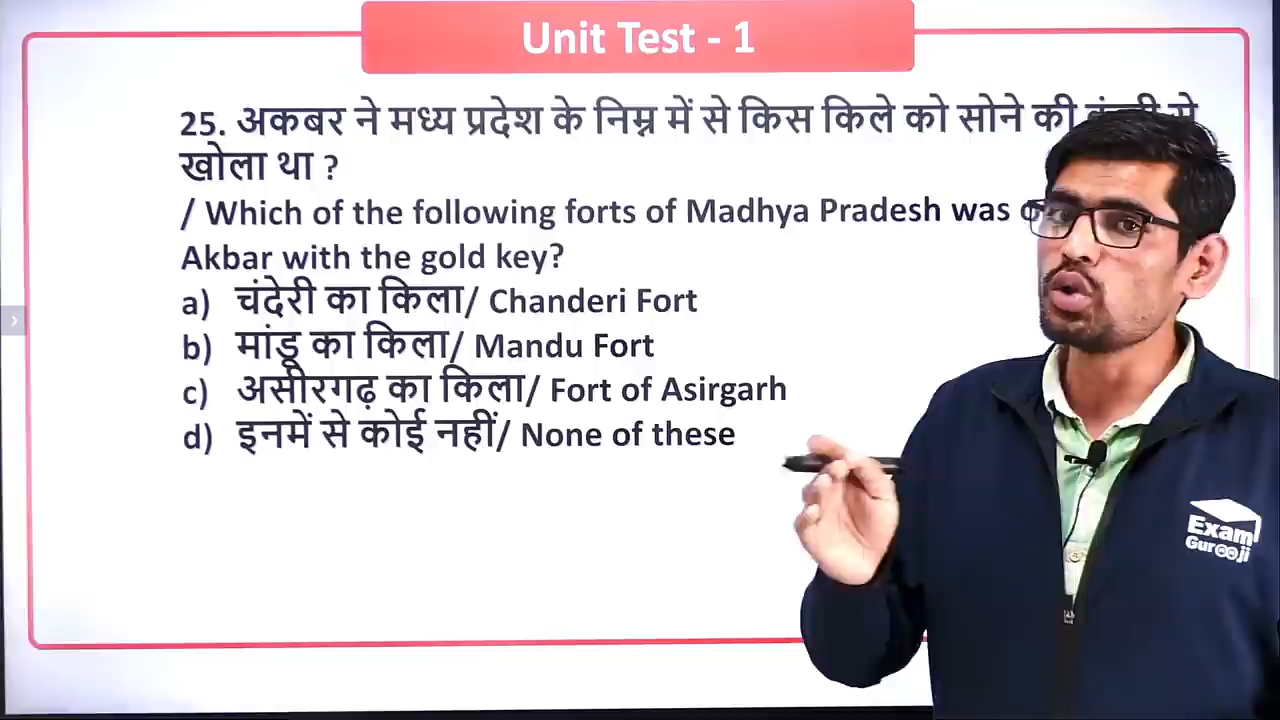 Unit Test - 1
25. अकबर ने मध्य प्रदेश के निम्न में से किस किले को सोने की
खोला था ?
/ Which of the following forts of Madhya Pradesh was
Akbar with the gold key?
a) चंदेरी का किला/ Chanderi Fort
b) मांडू का किला/ Mandu Fort
c) असीरगढ़ का किला/ Fort of Asirgarh
d) इनमें से कोई नहीं/ None of these
Exam
Gurooji